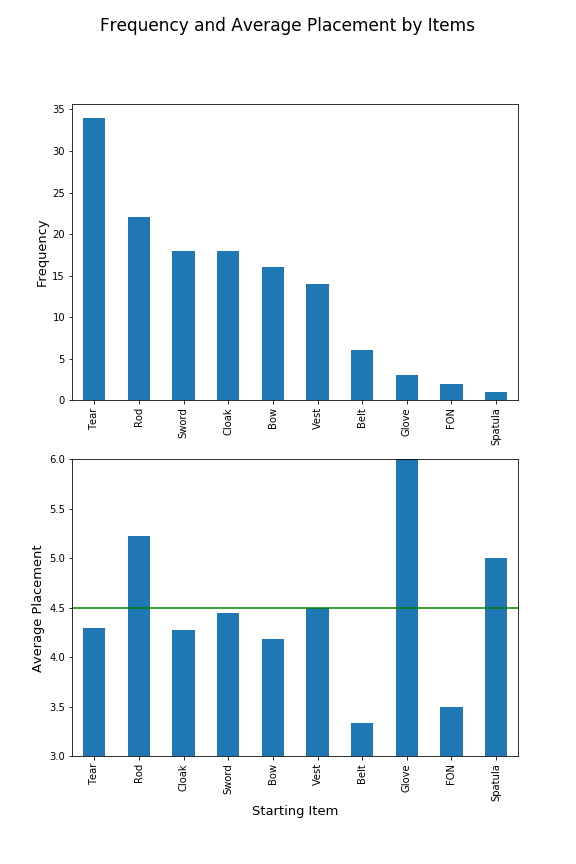 Frequency and Average Placement by Items
35
30
25
20
15
10
5
0
Frequency
Tear Rod Sword Cloak Bow Vest Belt Glove FON Spatula
6.0
5.5
5.0
4.5
4.0
3.5
3.0
Average Placement
Tear Rod Cloak Sword Bow Vest Belt Glove FON Spatula
Starting Item